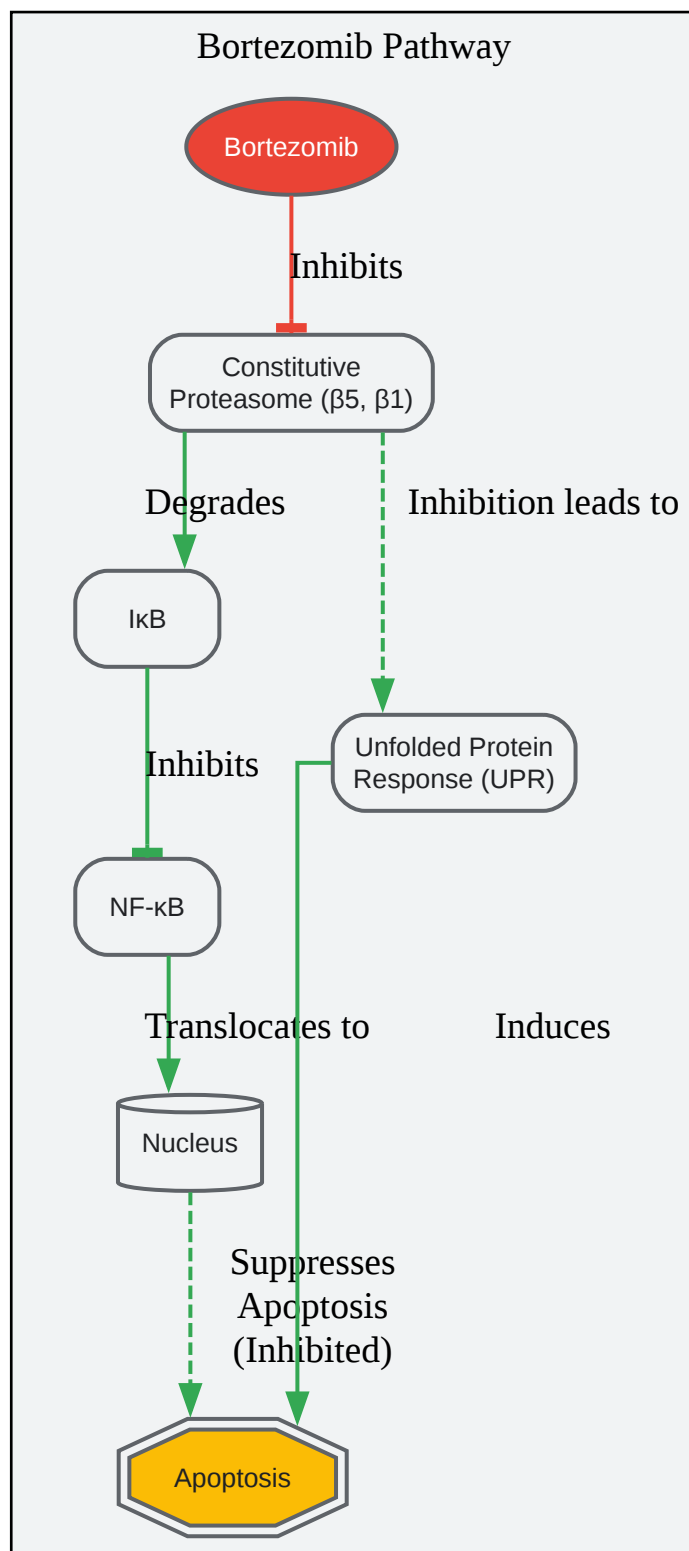 Bortezomib Pathway
Bortezomib
Inhibits
Constitutive
Proteasome (β5, β1)
Degrades
Inhibition leads to
IκB
Unfolded Protein
Response (UPR)
Inhibits
NF-κB
Translocates to
Induces
Nucleus
Suppresses
Apoptosis
(Inhibited)
Apoptosis